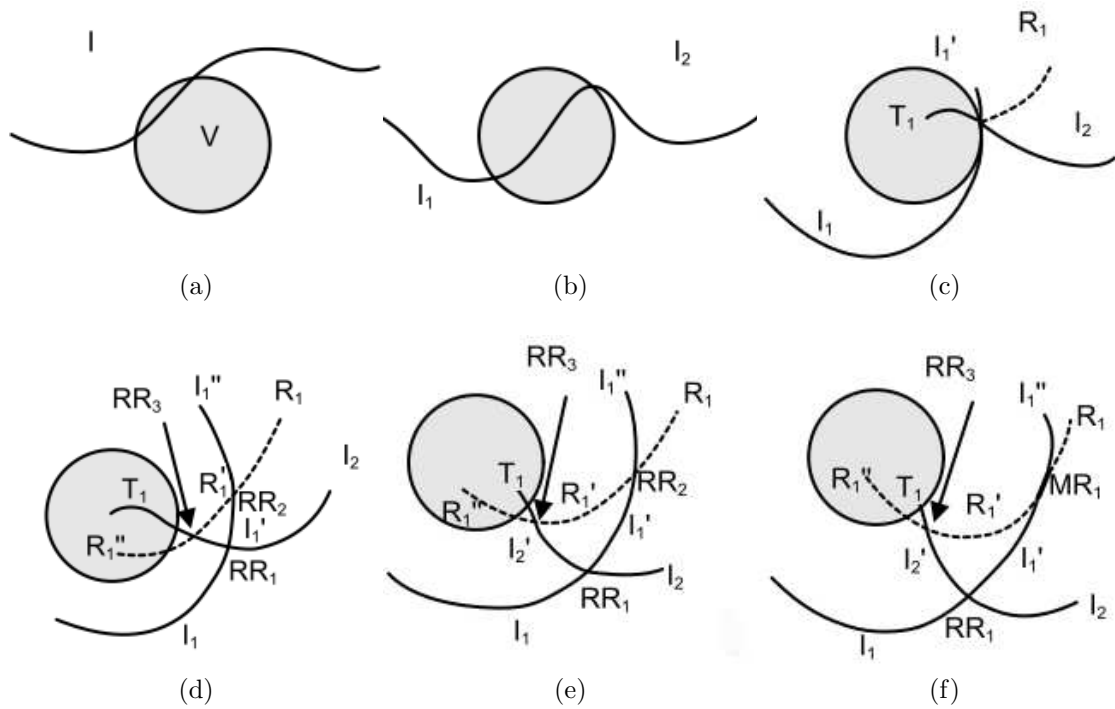 I
V
(a)
I₂
I₁
(b)
I₁'
R₁
T₁
I₂
I₁
(c)
I₁''
RR₃
R₁
I₂
R₁'
T₁
RR₂
I₁'
R₁''
RR₁
I₁
(d)
RR₃
I₁''
R₁
T₁
RR₂
R₁'
R₁''
I₁'
I₂'
I₂
RR₁
I₁
(e)
RR₃
I₁''
R₁
R₁''
T₁
MR₁
R₁'
I₂'
I₁'
I₂
RR₁
I₁
(f)